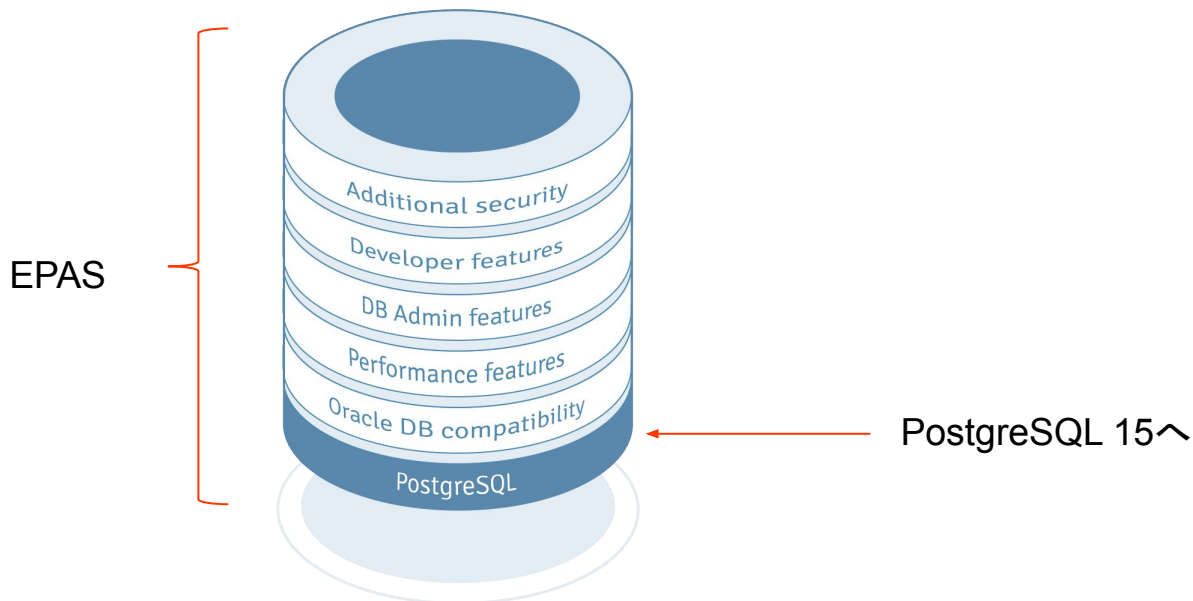 EPAS
Additional security
Developer features
DB Admin features
Performance features
Oracle DB compatibility
PostgreSQL
PostgreSQL 15へ